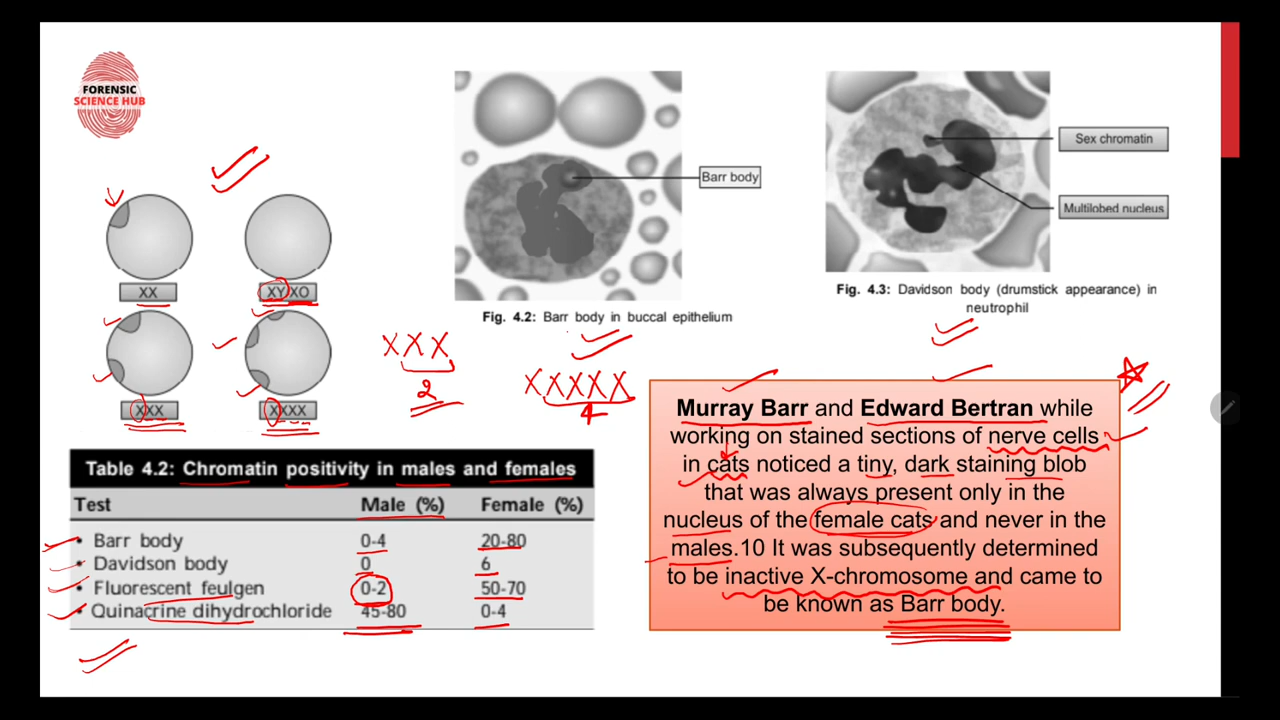 FORENSIC
SCIENCE HUB
XX
XY XO
XXX
XXXX
XXX
2
XXXXX
4
Barr body
Fig. 4.2: Barr body in buccal epithelium
Sex chromatin
Multilobed nucleus
Fig. 4.3: Davidson body (drumstick appearance) in
neutrophil
Table 4.2: Chromatin positivity in males and females
Test Male (%) Female (%)
• Barr body 0-4 20-80
• Davidson body 0 6
• Fluorescent feulgen 0-2 50-70
• Quinacrine dihydrochloride 45-80 0-4
Murray Barr and Edward Bertran while
working on stained sections of nerve cells
in cats noticed a tiny, dark staining blob
that was always present only in the
nucleus of the female cats and never in the
males.10 It was subsequently determined
to be inactive X-chromosome and came to
be known as Barr body.